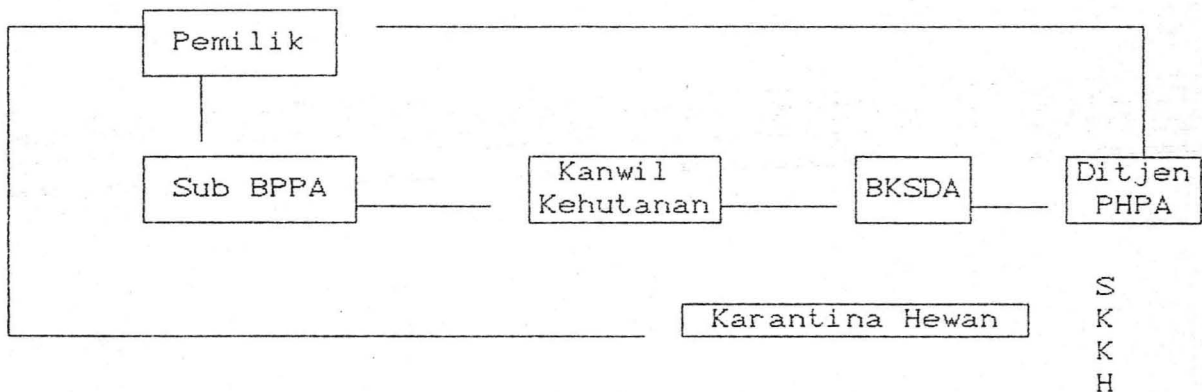 Pemilik
Sub BPPA
Kanwil
Kehutanan
BKSDA
Ditjen
PHPA
Karantina Hewan
S
K
K
H